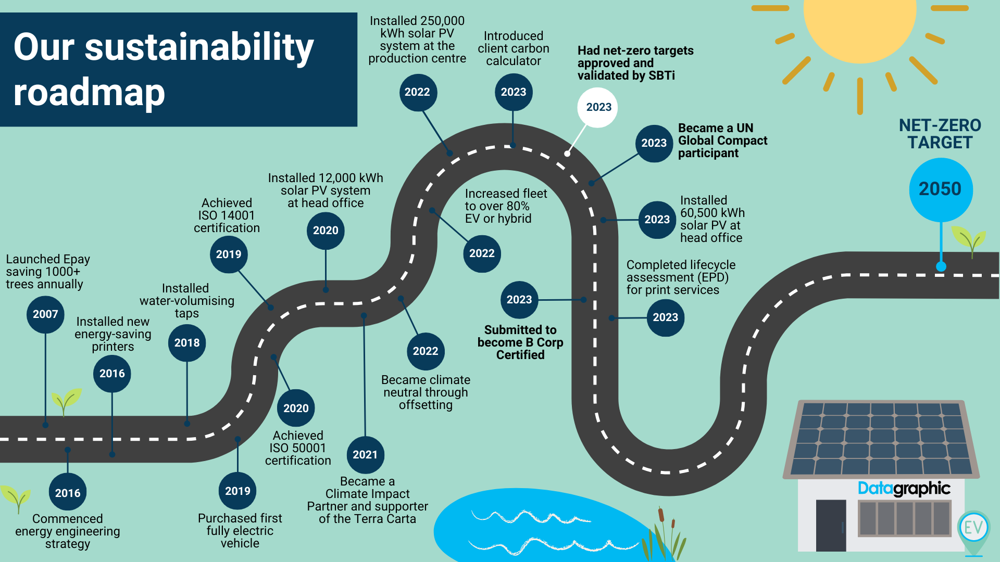 Our sustainability
roadmap
Launched Epay
saving 1000+
trees annually
2007
Commenced
energy engineering
strategy
2016
Installed new
energy-saving
printers
2016
Installed
water-volumising
taps
2018
Purchased first
fully electric
vehicle
2019
Achieved
ISO 14001
certification
2019
Achieved
ISO 50001
certification
2020
Installed 12,000 kWh
solar PV system
at head office
2020
Became a
Climate Impact
Partner and supporter
of the Terra Carta
2021
Became climate
neutral through
offsetting
2022
Increased fleet
to over 80%
EV or hybrid
2022
Installed 250,000
kWh solar PV
system at the
production centre
2022
Introduced
client carbon
calculator
2023
Had net-zero targets
approved and
validated by SBTi
2023
Became a UN
Global Compact
participant
2023
Installed
60,500 kWh
solar PV at
head office
2023
Submitted to
become B Corp
Certified
2023
Completed lifecycle
assessment (EPD)
for print services
2023
NET-ZERO
TARGET
2050
Datagraphic
EV